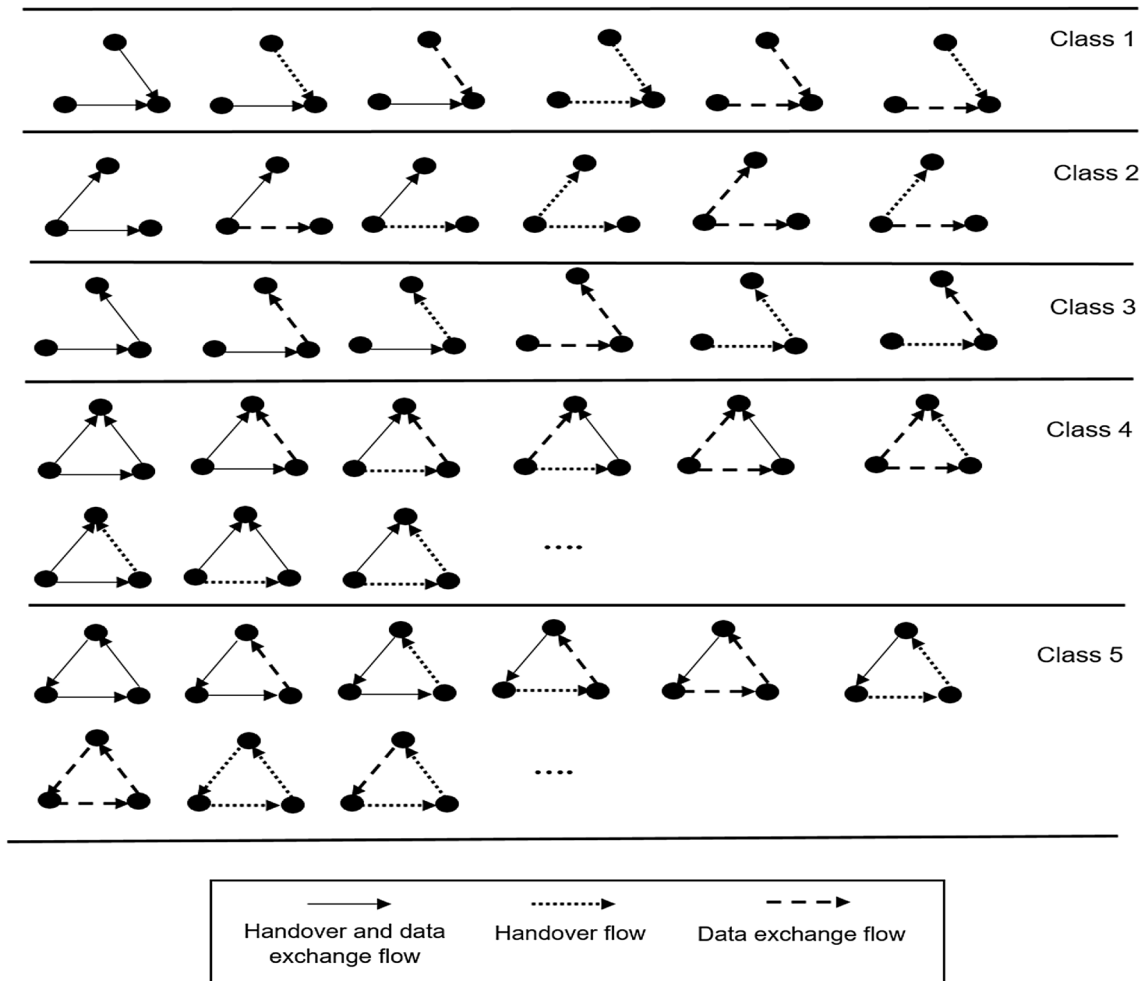 Class 1
Class 2
Class 3
Class 4
....
Class 5
....
Handover and data
exchange flow
Handover flow
Data exchange flow